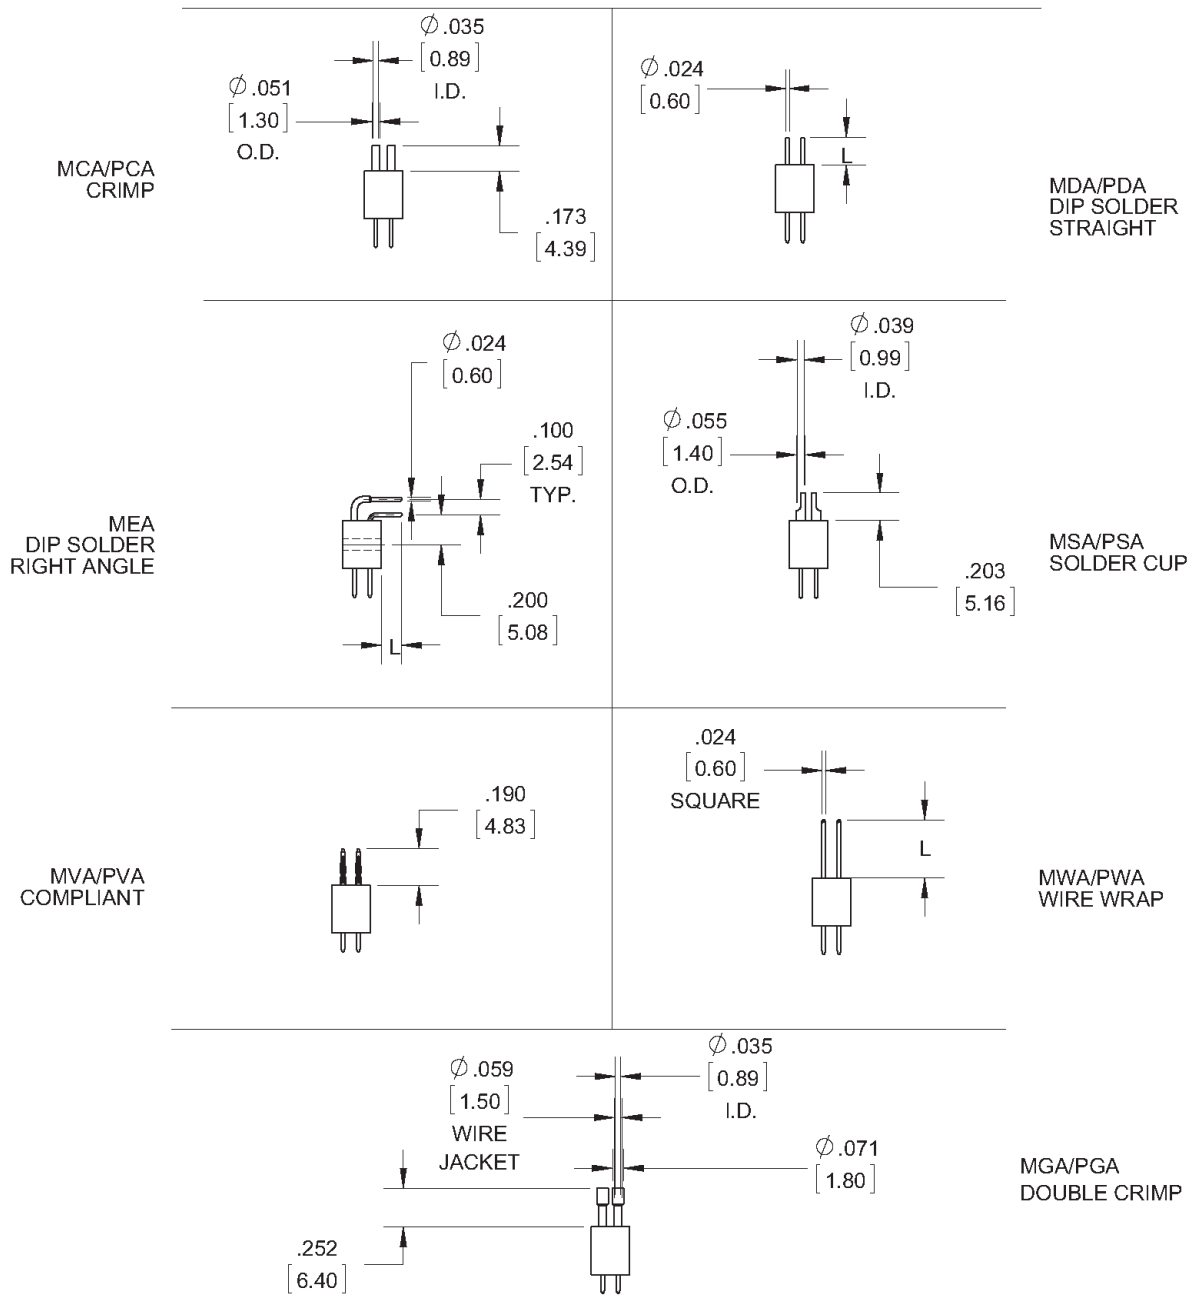 ∅ .035
[0.89]
I.D.
∅ .051
[1.30]
O.D.
.173
[4.39]
MCA/PCA
CRIMP
∅ .024
[0.60]
L
MDA/PDA
DIP SOLDER
STRAIGHT
∅ .024
[0.60]
.100
[2.54]
TYP.
.200
[5.08]
L
MEA
DIP SOLDER
RIGHT ANGLE
∅ .039
[0.99]
I.D.
∅ .055
[1.40]
O.D.
.203
[5.16]
MSA/PSA
SOLDER CUP
.190
[4.83]
MVA/PVA
COMPLIANT
.024
[0.60]
SQUARE
L
MWA/PWA
WIRE WRAP
∅ .035
[0.89]
I.D.
∅ .059
[1.50]
WIRE
JACKET
∅ .071
[1.80]
.252
[6.40]
MGA/PGA
DOUBLE CRIMP